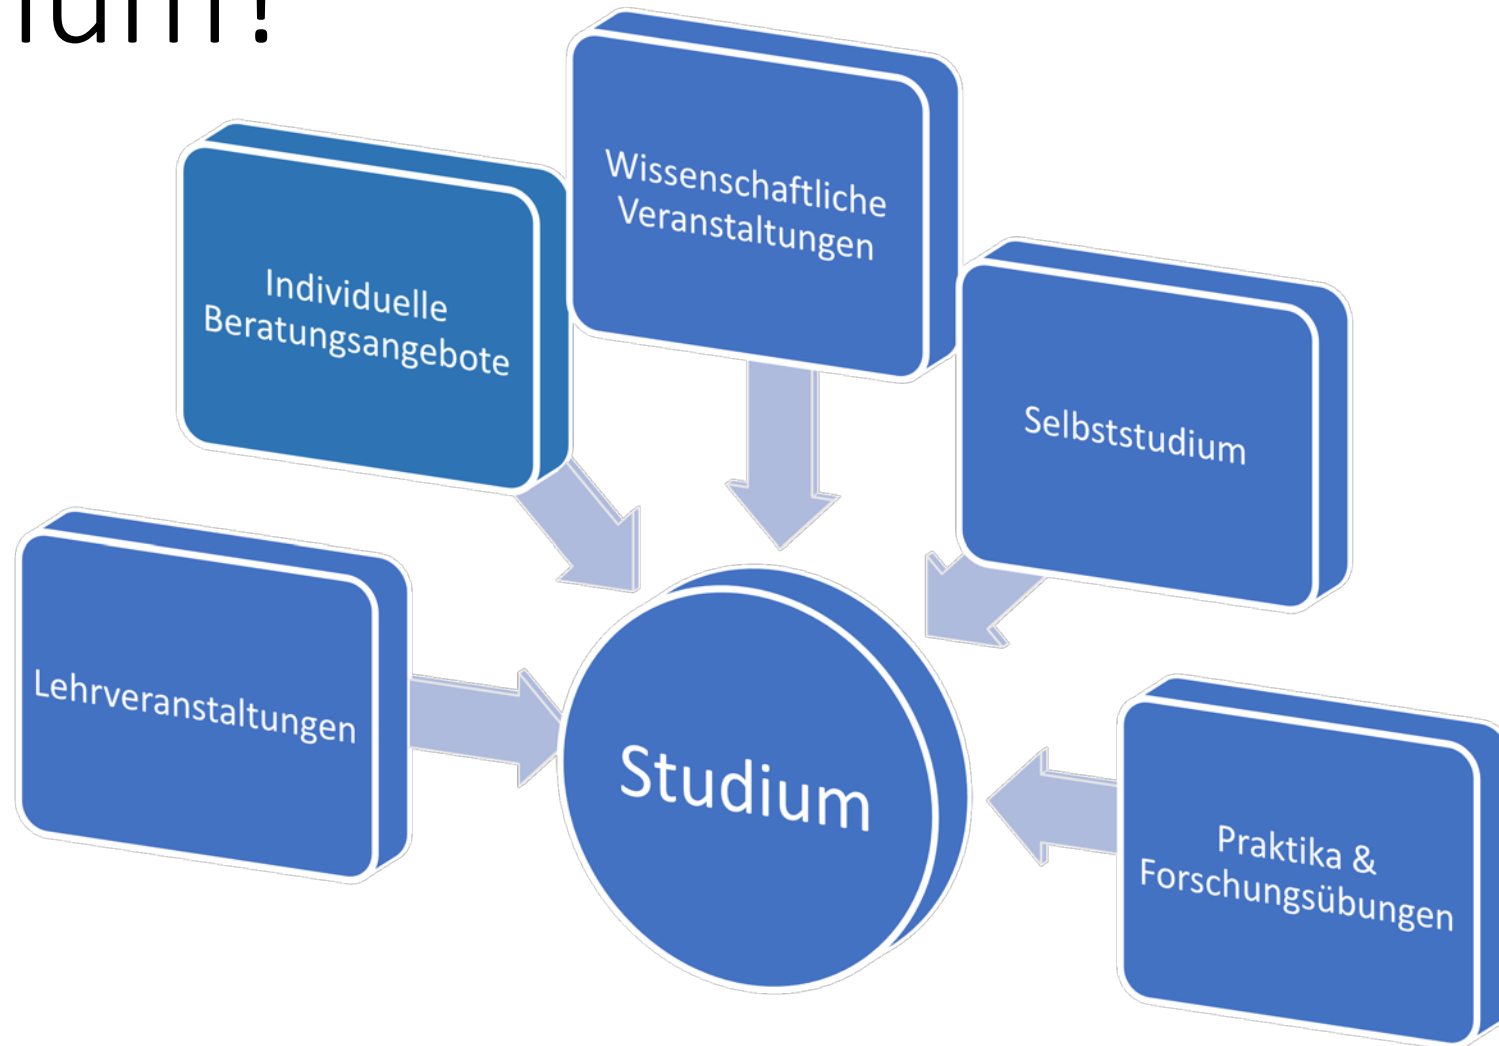 Wissenschaftliche
Veranstaltungen
Individuelle
Beratungsangebote
Selbststudium
Lehrveranstaltungen
Studium
Praktika &
Forschungsübungen